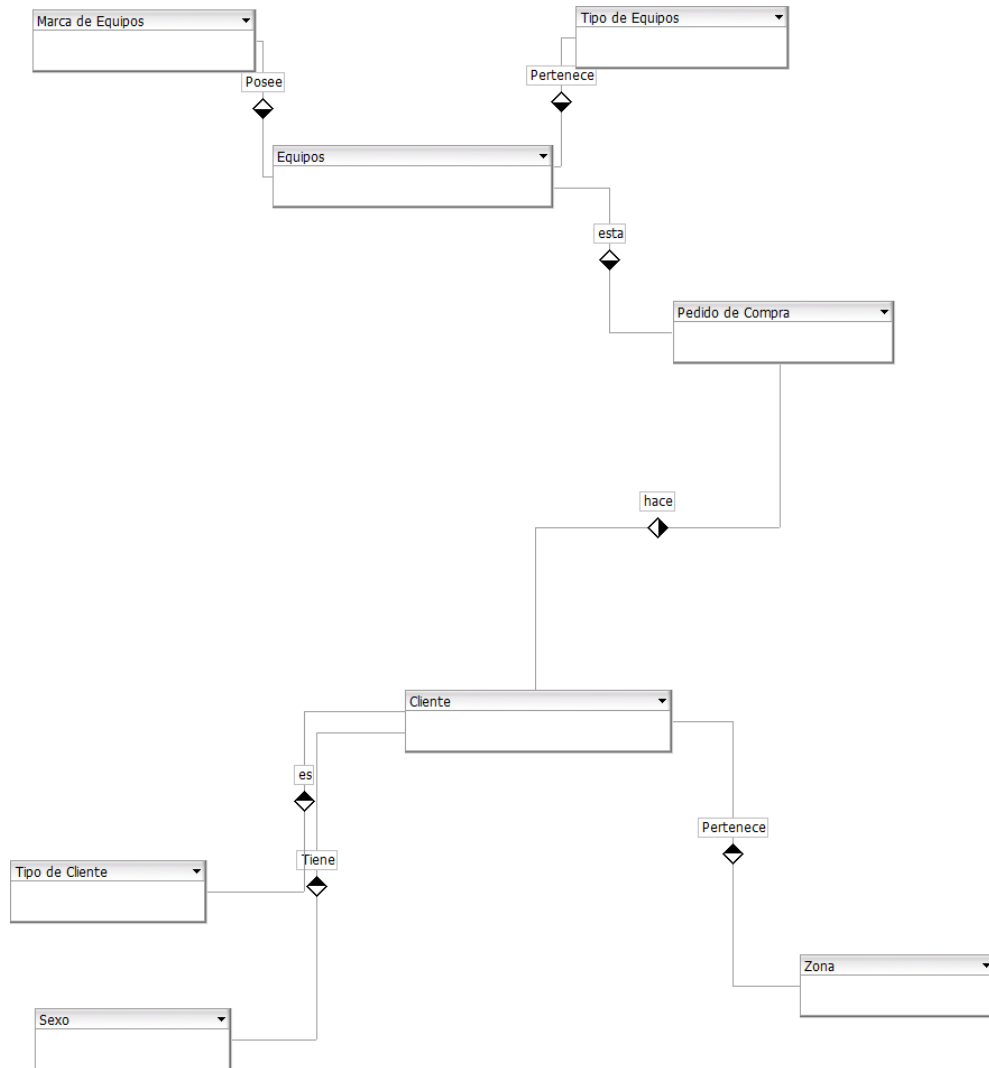 Marca de Equipos
Tipo de Equipos
Posee
Pertenece
Equipos
esta
Pedido de Compra
hace
Cliente
es
Pertenece
Tiene
Tipo de Cliente
Zona
Sexo